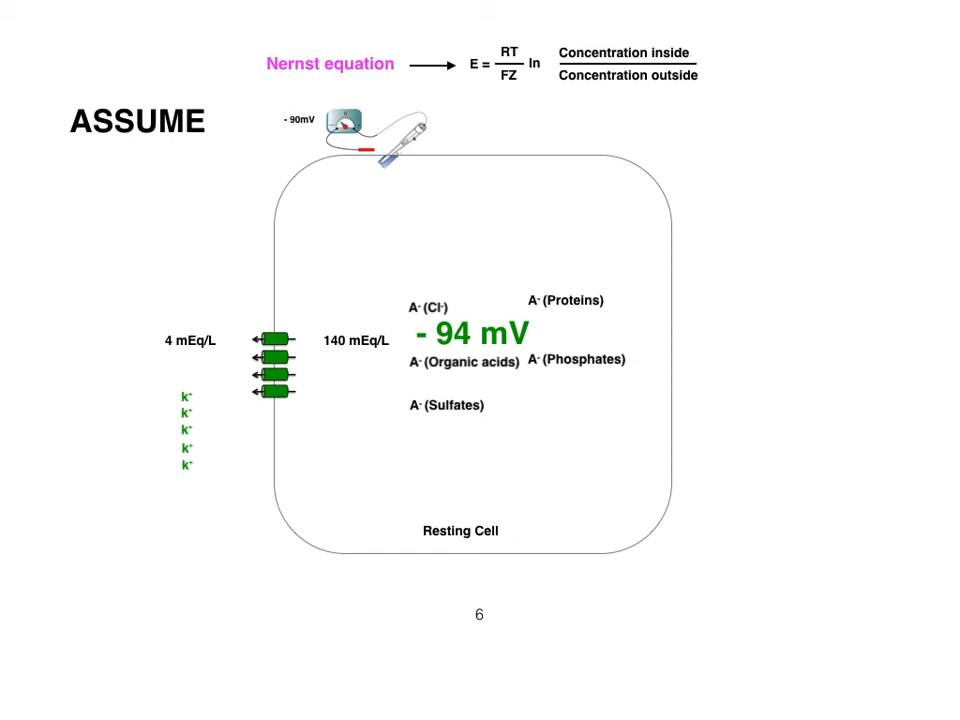 Nernst equation E = RT/FZ ln Concentration inside/Concentration outside
ASSUME
- 90mV
A- (Cl-)
A- (Proteins)
- 94 mV
4 mEq/L
140 mEq/L
A- (Organic acids)
A- (Phosphates)
A- (Sulfates)
k+
k+
k+
k+
k+
Resting Cell
6